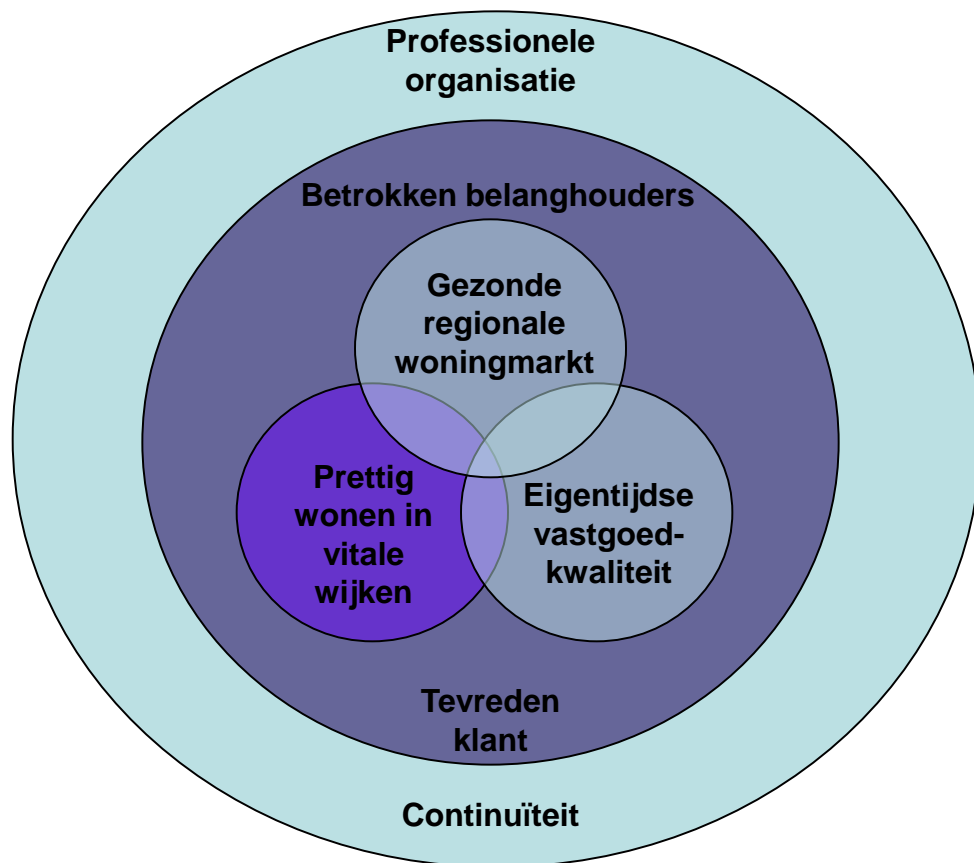 Professionele
organisatie
Betrokken belanghouders
Gezonde
regionale
woningmarkt
Prettig
wonen in
vitale
wijken
Eigentijdse
vastgoed-
kwaliteit
Tevreden
klant
Continuïteit